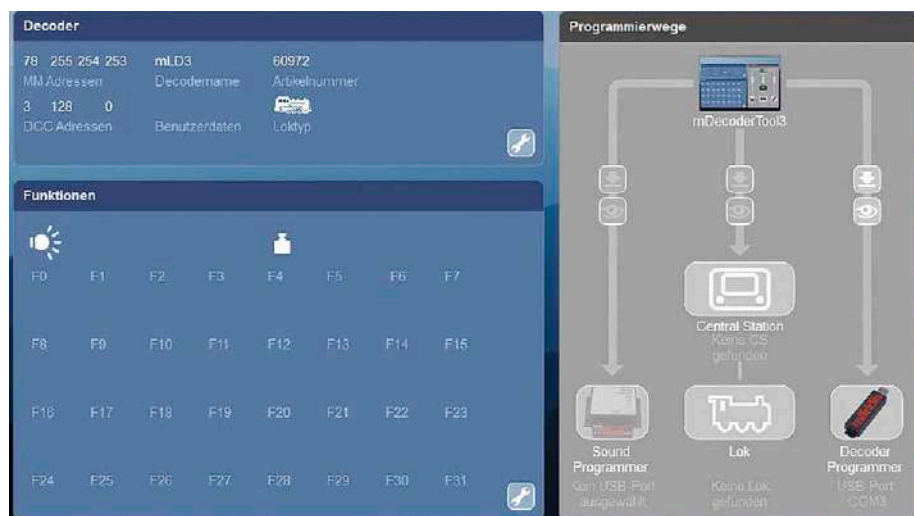 Decoder
78 255 254 253 mLD3 60972
MM Adressen Decodername Artikelnummer
3 128 0
DCC Adressen Benutzerdaten Loktyp
Funktionen
F0 F1 F2 F3 F4 F5 F6 F7
F8 F9 F10 F11 F12 F13 F14 F15
F16 F17 F18 F19 F20 F21 F22 F23
F24 F25 F26 F27 F28 F29 F30 F31
Programmierwege
mDecoderTool3
Central Station
Keine CS
gefunden
Sound
Programmer
Kein USB-Port
ausgewählt
Lok
Keine Lok
gefunden
Decoder
Programmer
USB-Port
COM3